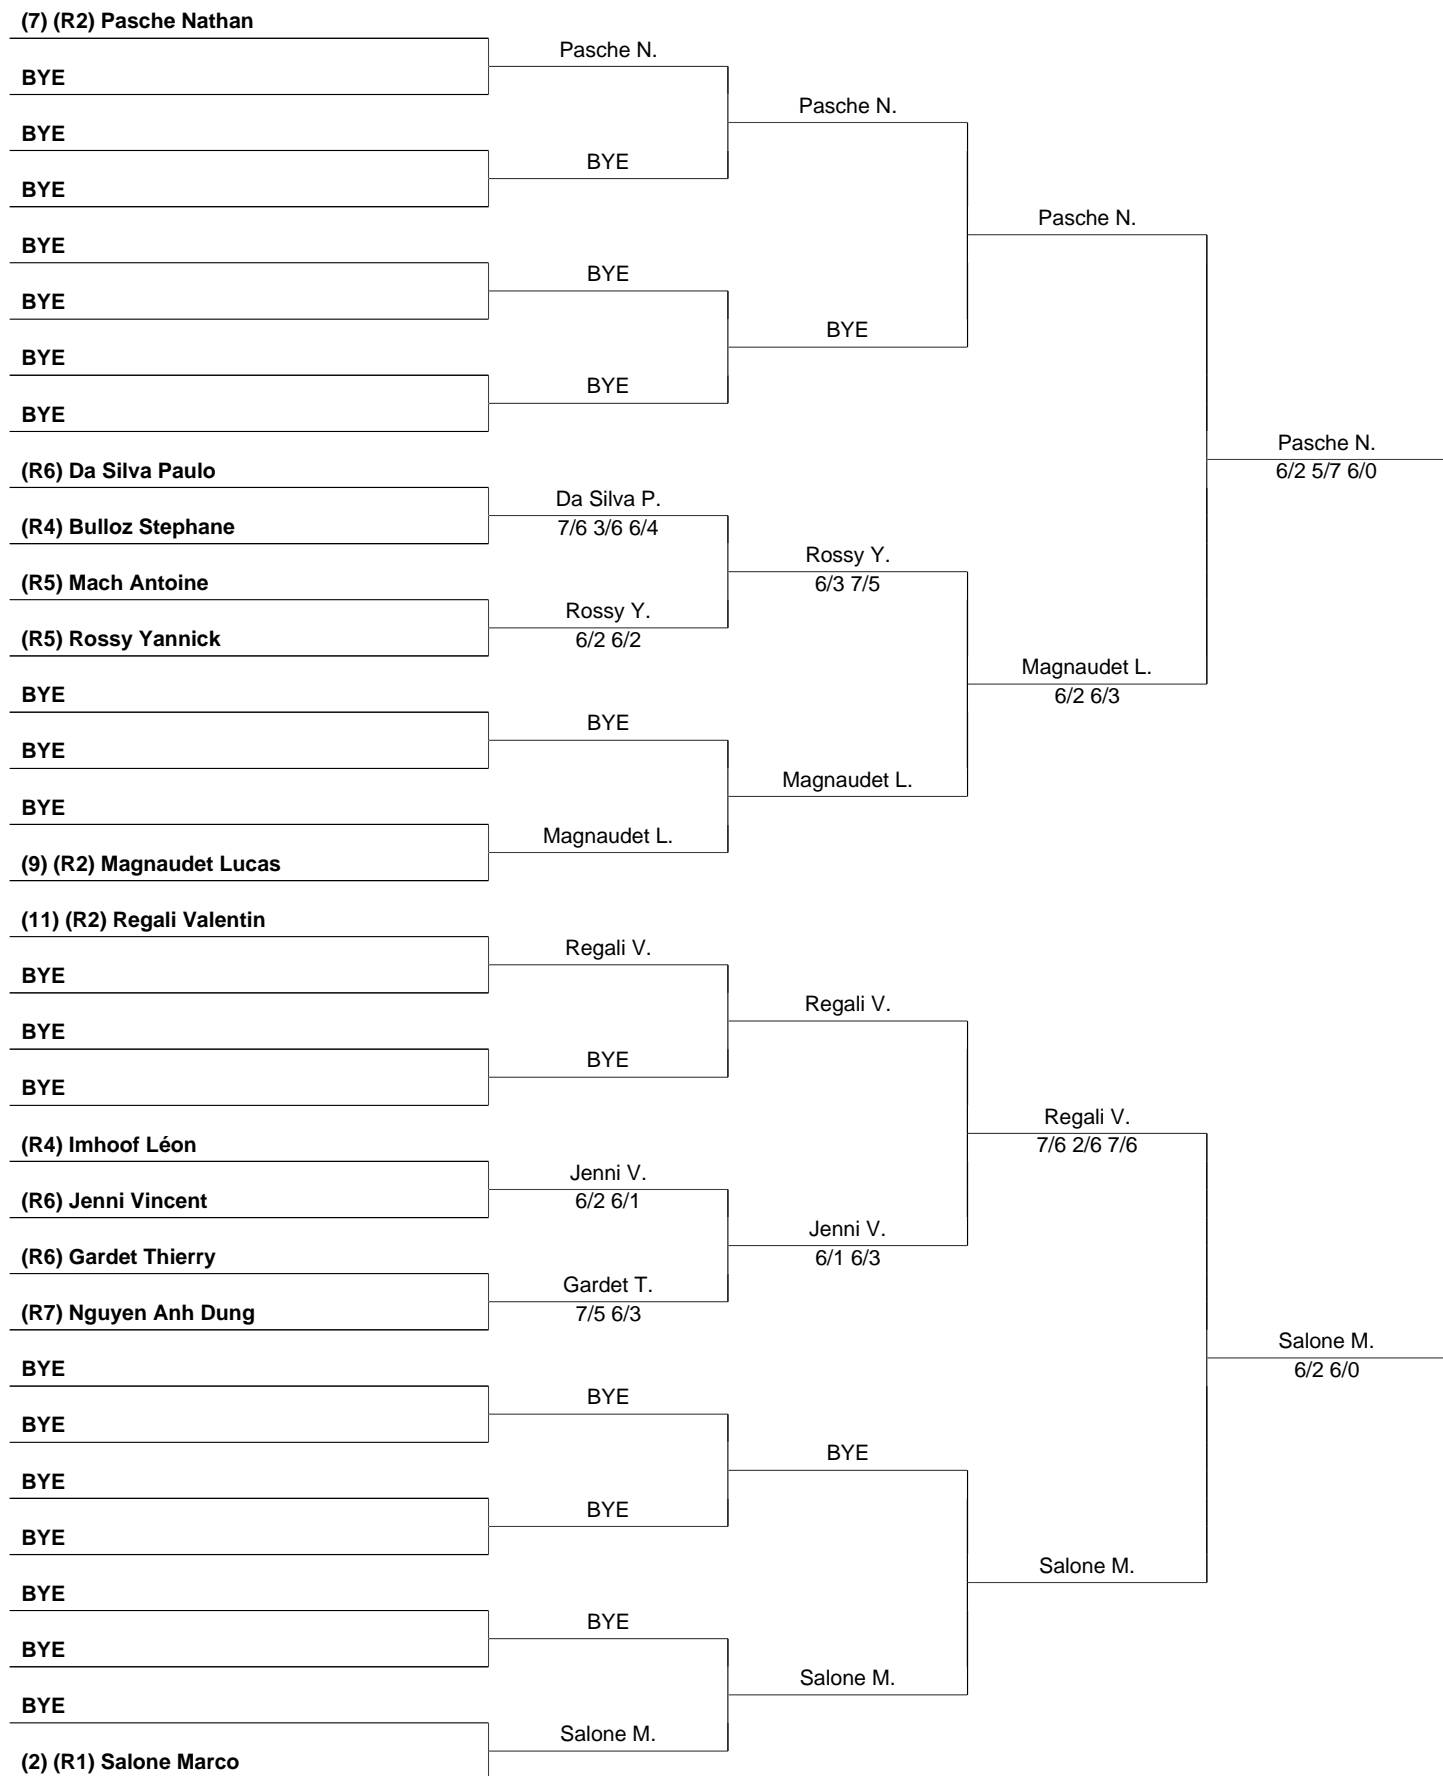 (7) (R2) Pasche Nathan
Pasche N.
BYE
Pasche N.
BYE
BYE
BYE
Pasche N.
BYE
BYE
BYE
BYE
BYE
BYE
BYE
Pasche N.
6/2 5/7 6/0
(R6) Da Silva Paulo
Da Silva P.
7/6 3/6 6/4
(R4) Bulloz Stephane
Rossy Y.
6/3 7/5
(R5) Mach Antoine
Rossy Y.
6/2 6/2
(R5) Rossy Yannick
Magnaudet L.
6/2 6/3
BYE
BYE
BYE
Magnaudet L.
BYE
Magnaudet L.
(9) (R2) Magnaudet Lucas
(11) (R2) Regali Valentin
Regali V.
BYE
Regali V.
BYE
BYE
BYE
Regali V.
7/6 2/6 7/6
(R4) Imhoof Léon
Jenni V.
6/2 6/1
(R6) Jenni Vincent
Jenni V.
6/1 6/3
(R6) Gardet Thierry
Gardet T.
7/5 6/3
(R7) Nguyen Anh Dung
Salone M.
6/2 6/0
BYE
BYE
BYE
BYE
BYE
BYE
BYE
BYE
Salone M.
BYE
BYE
Salone M.
BYE
Salone M.
(2) (R1) Salone Marco